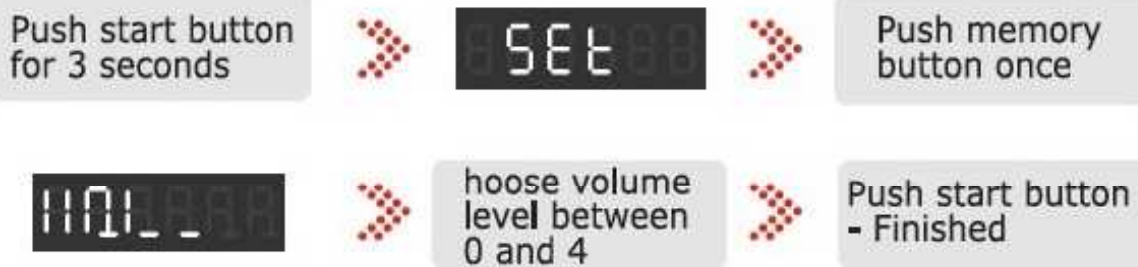 Push start button
for 3 seconds
SEt
Push memory
button once
hoose volume
level between
0 and 4
Push start button
- Finished